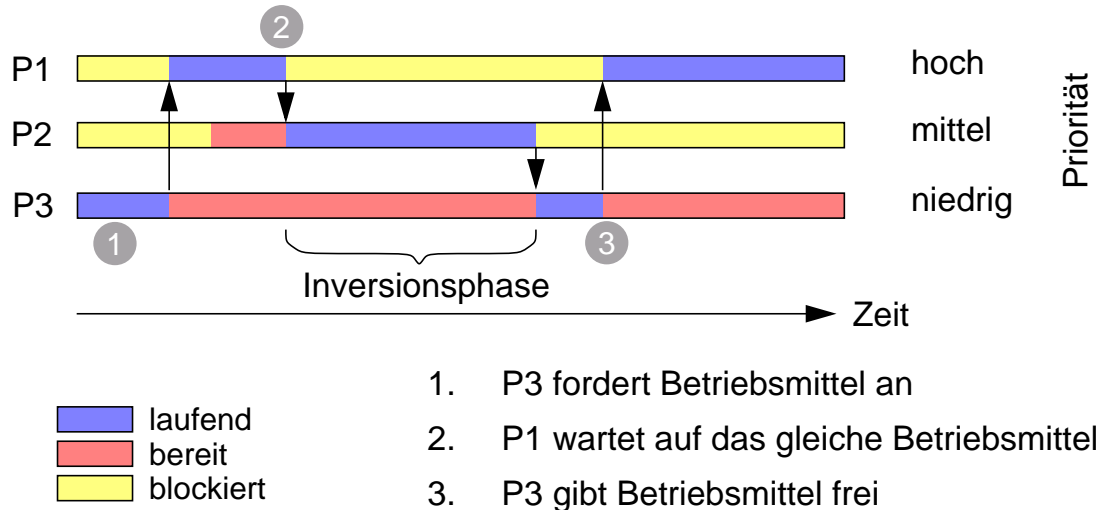 2
P1
hoch
P2
mittel
P3
niedrig
Priorität
1
3
Inversionsphase
Zeit
laufend
bereit
blockiert
1. P3 fordert Betriebsmittel an
2. P1 wartet auf das gleiche Betriebsmittel
3. P3 gibt Betriebsmittel frei